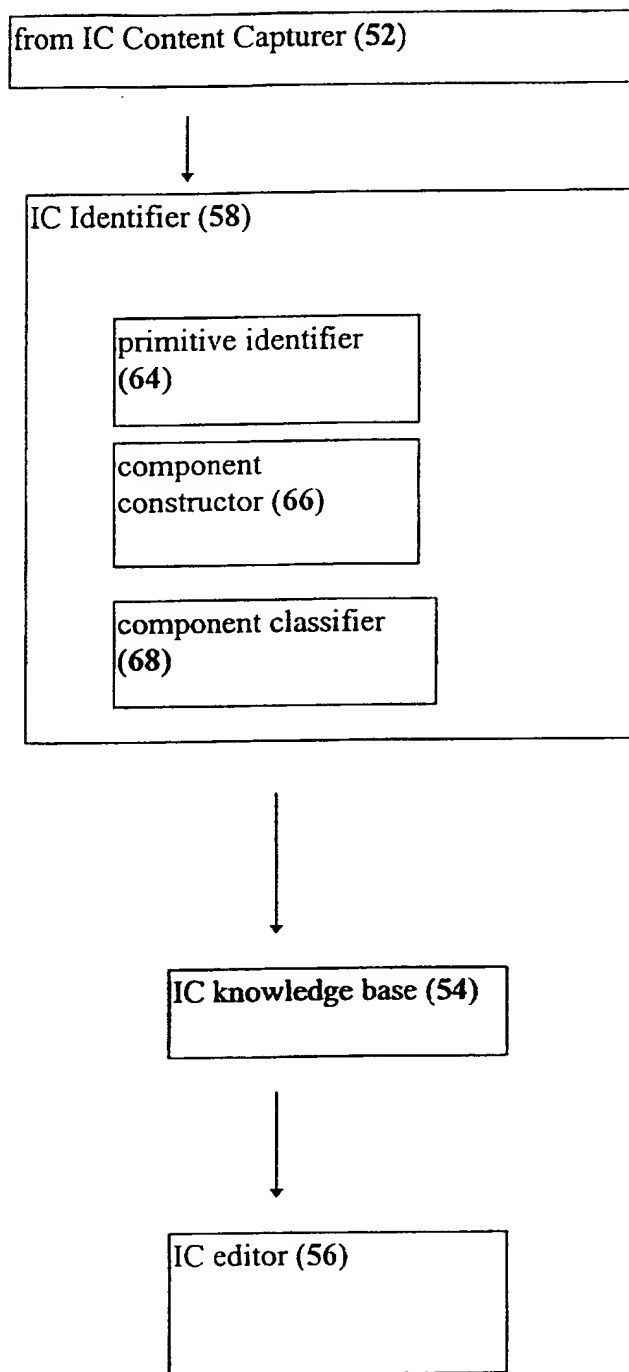 from IC Content Capturer (52)
IC Identifier (58)
primitive identifier
(64)
component
constructor (66)
component classifier
(68)
IC knowledge base (54)
IC editor (56)